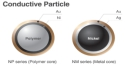 Conductive Particle
Au
Ni
Polymer
Au
Nickel
NP series (Polymer core)
NM series (Metal core)